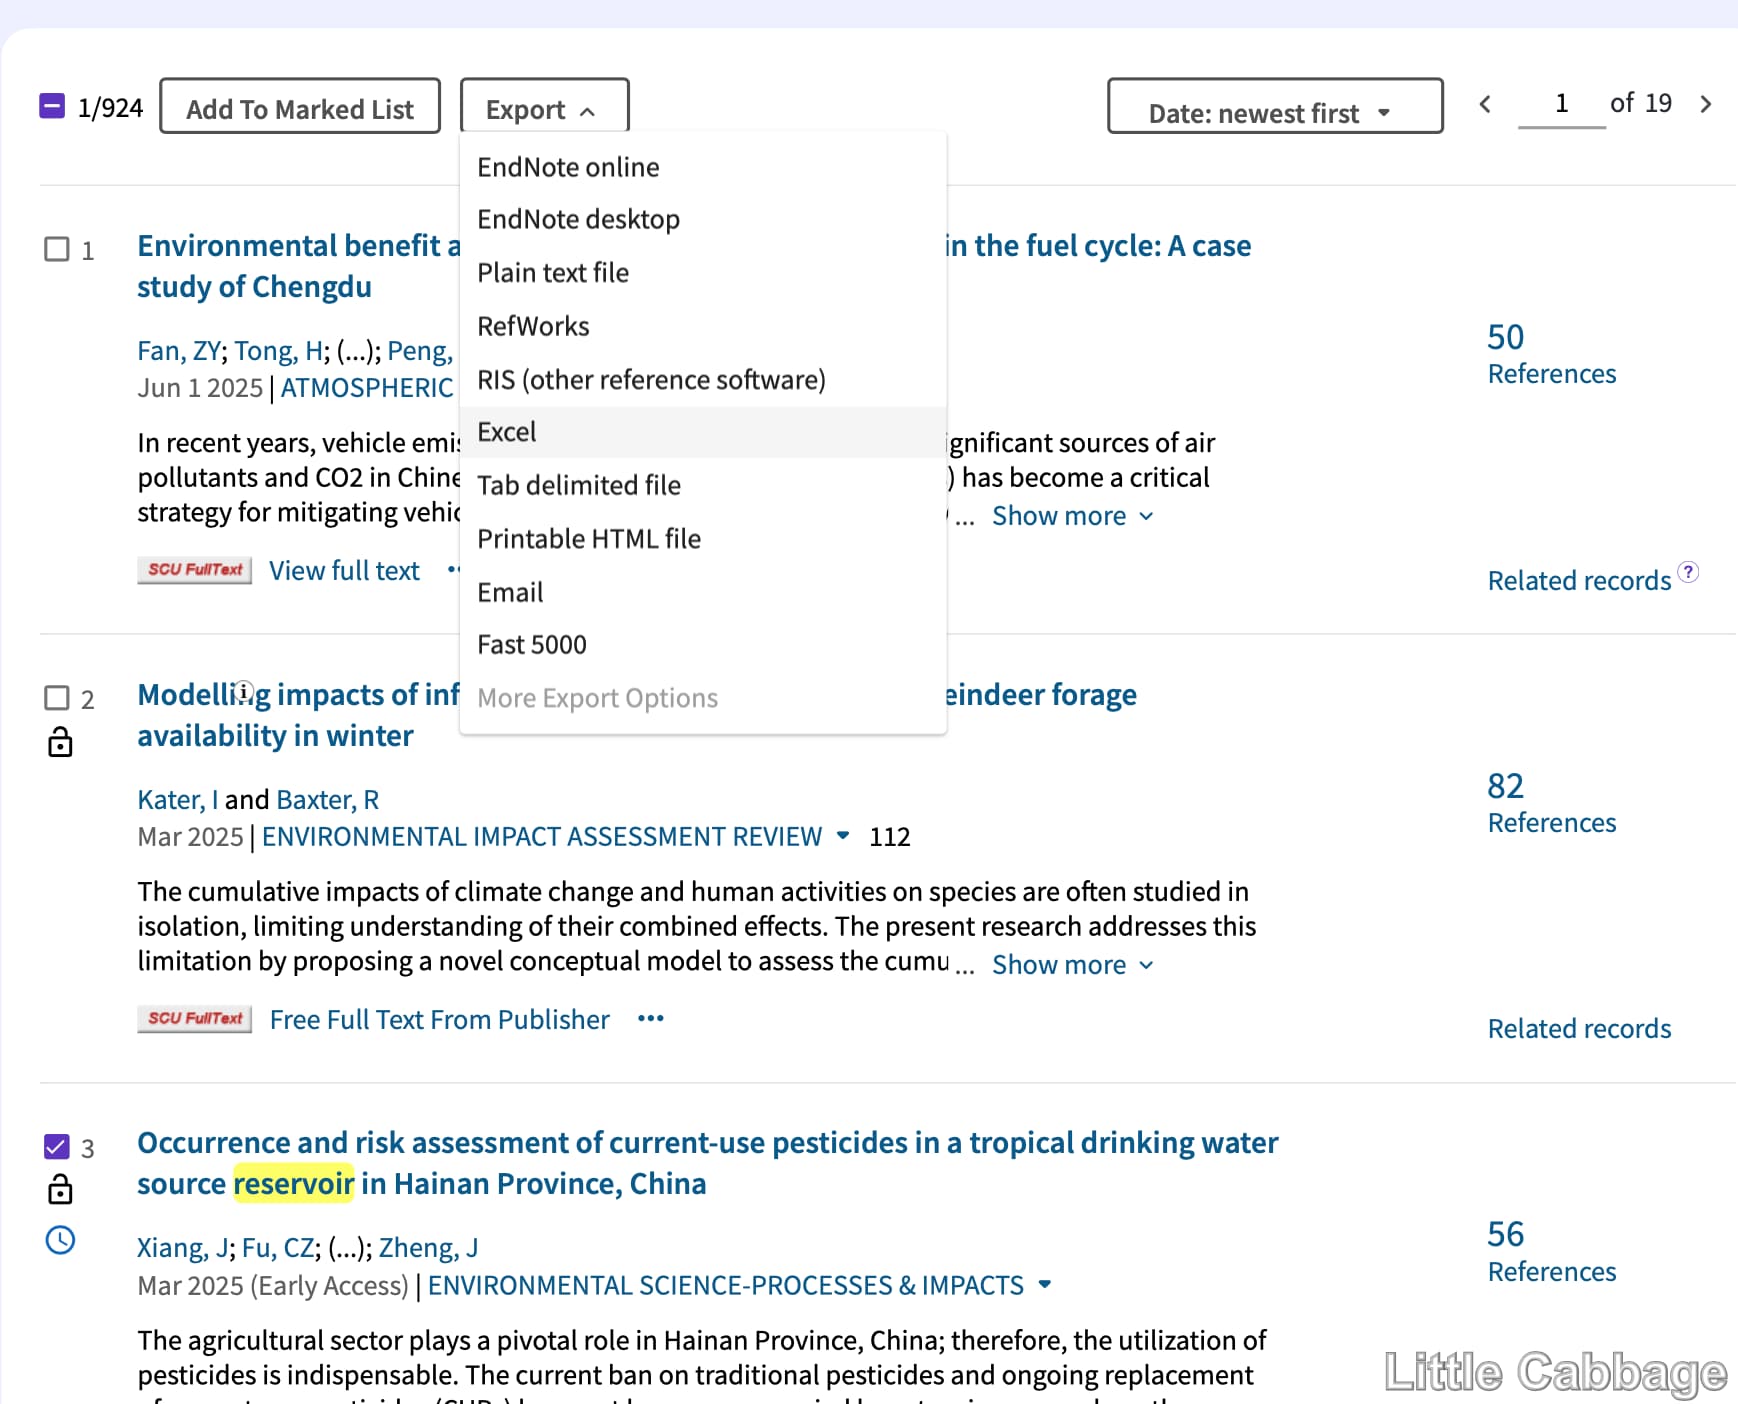 1/924 Add To Marked List Export Date: newest first 1 of 19
EndNote online
EndNote desktop
Plain text file
RefWorks
RIS (other reference software)
Excel
Tab delimited file
Printable HTML file
Email
Fast 5000
More Export Options
1 Environmental benefit a in the fuel cycle: A case
study of Chengdu
Fan, ZY; Tong, H; (...); Peng,
Jun 1 2025 | ATMOSPHERIC
In recent years, vehicle emis gnificant sources of air
pollutants and CO2 in Chine ) has become a critical
strategy for mitigating vehic ... Show more
SCU FullText View full text
50
References
Related records ?
2 Modelling impacts of inf eindeer forage
availability in winter
Kater, I and Baxter, R
Mar 2025 | ENVIRONMENTAL IMPACT ASSESSMENT REVIEW 112
The cumulative impacts of climate change and human activities on species are often studied in
isolation, limiting understanding of their combined effects. The present research addresses this
limitation by proposing a novel conceptual model to assess the cumu ... Show more
SCU FullText Free Full Text From Publisher •••
82
References
Related records
3 Occurrence and risk assessment of current-use pesticides in a tropical drinking water
source reservoir in Hainan Province, China
Xiang, J; Fu, CZ; (...); Zheng, J
Mar 2025 (Early Access) | ENVIRONMENTAL SCIENCE-PROCESSES & IMPACTS
56
References
The agricultural sector plays a pivotal role in Hainan Province, China; therefore, the utilization of
pesticides is indispensable. The current ban on traditional pesticides and ongoing replacement
Little Cabbage